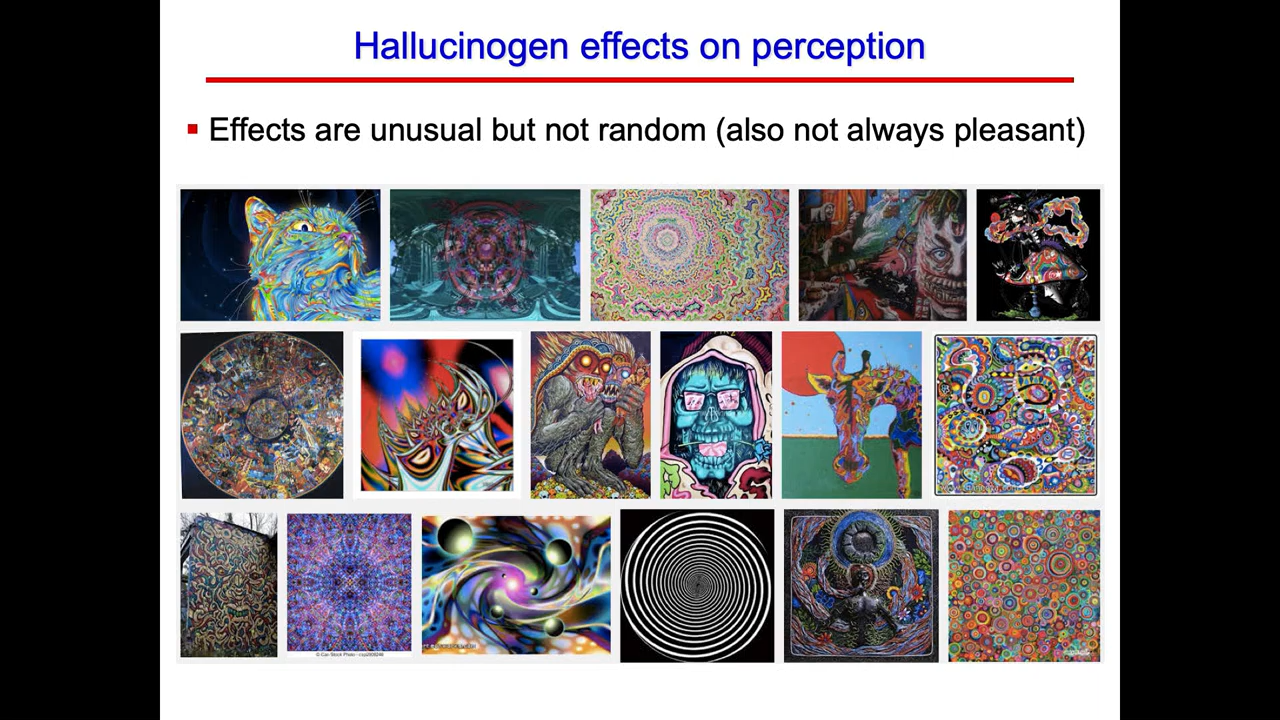 Hallucinogen effects on perception
Effects are unusual but not random (also not always pleasant)